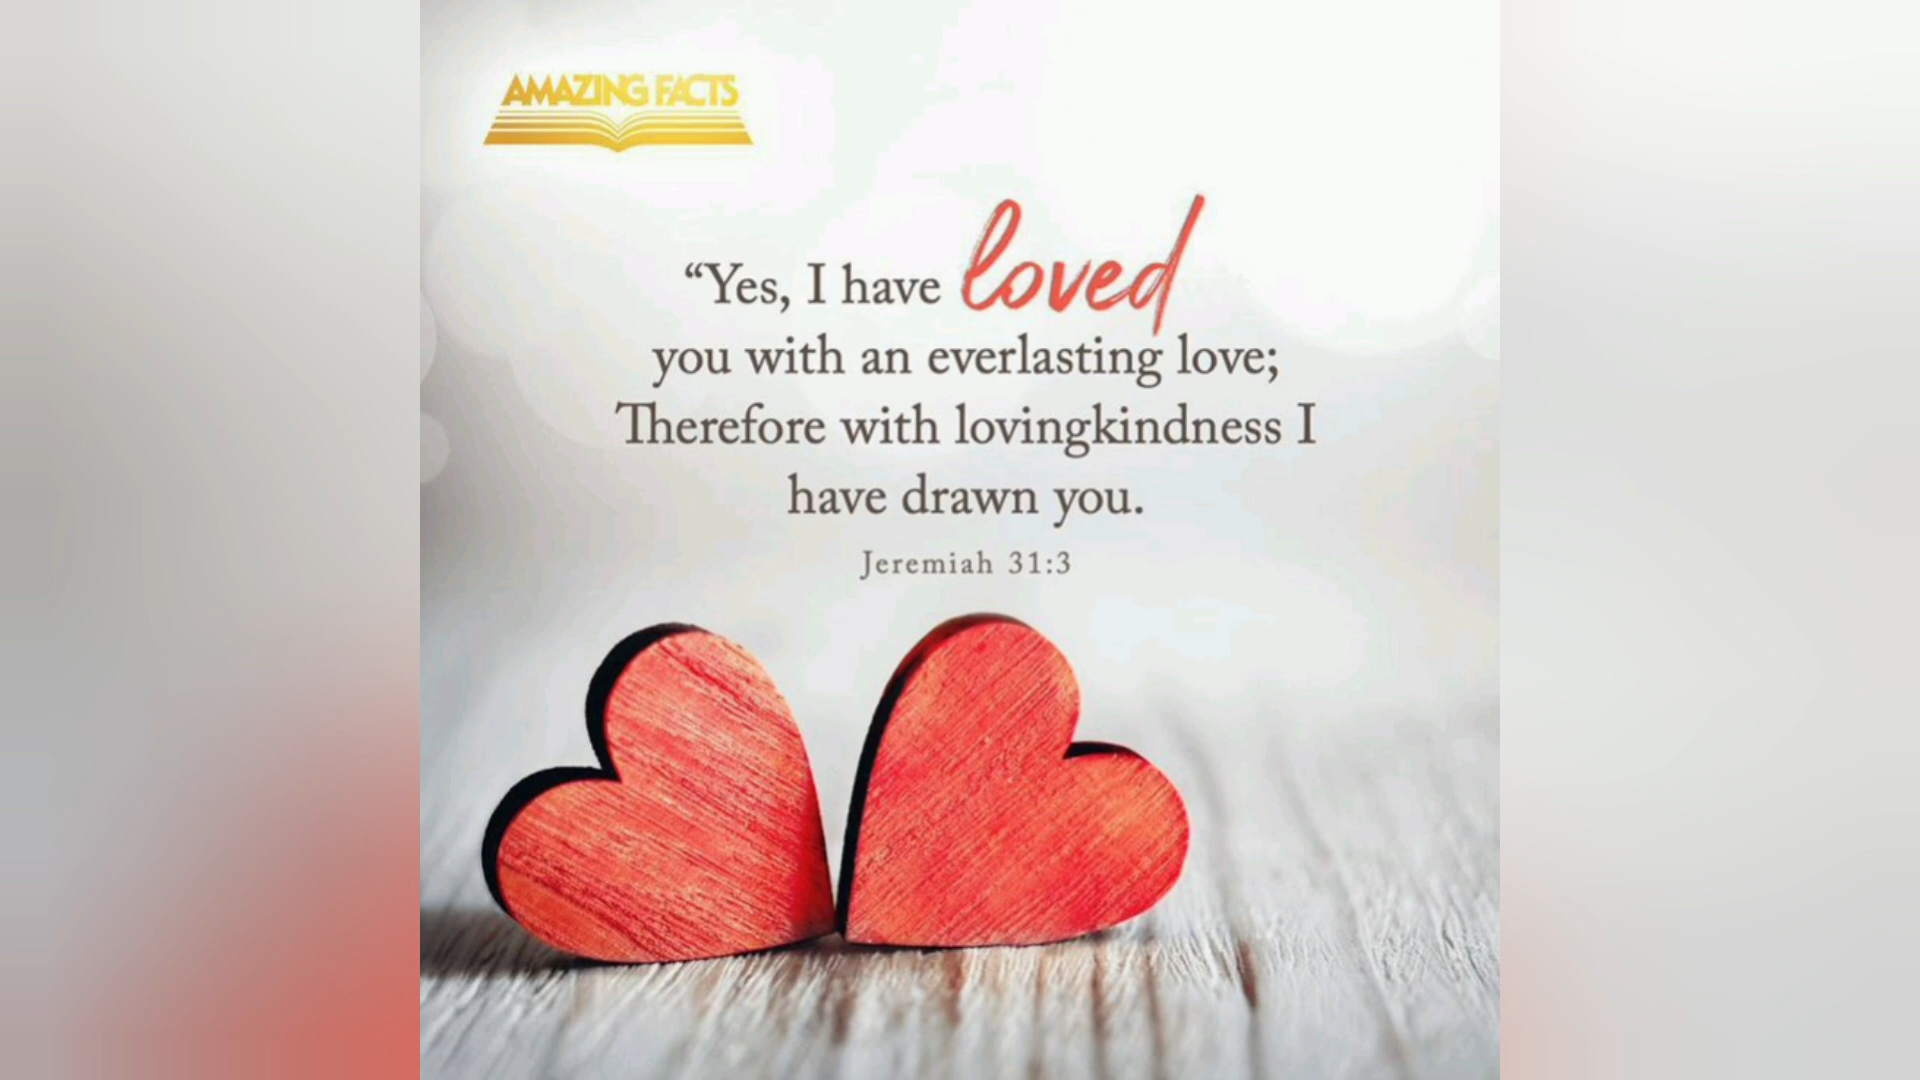 AMAZING FACTS
“Yes, I have loved
you with an everlasting love;
Therefore with lovingkindness I
have drawn you.
Jeremiah 31:3